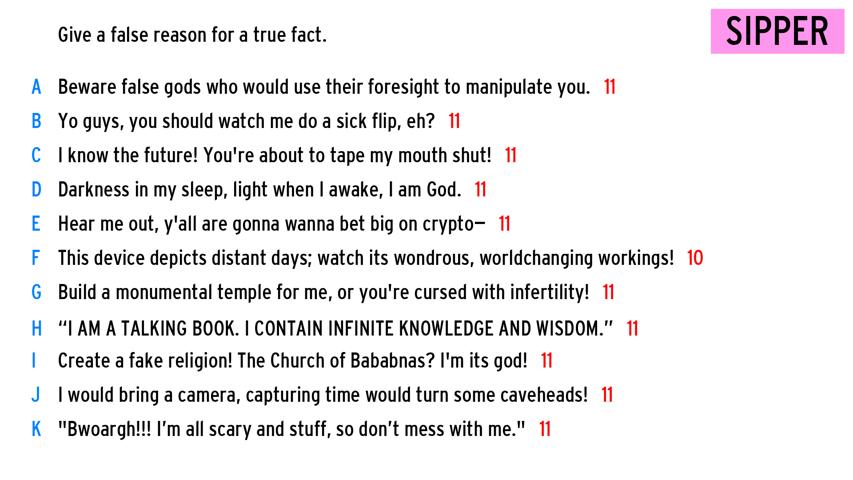 Give a false reason for a true fact.
SIPPER
A Beware false gods who would use their foresight to manipulate you. 11
B Yo guys, you should watch me do a sick flip, eh? 11
C I know the future! You're about to tape my mouth shut! 11
D Darkness in my sleep, light when I awake, I am God. 11
E Hear me out, y'all are gonna wanna bet big on crypto— 11
F This device depicts distant days; watch its wondrous, worldchanging workings! 10
G Build a monumental temple for me, or you're cursed with infertility! 11
H “I AM A TALKING BOOK. I CONTAIN INFINITE KNOWLEDGE AND WISDOM.” 11
I Create a fake religion! The Church of Bababnas? I'm its god! 11
J I would bring a camera, capturing time would turn some caveheads! 11
K "Bwoargh!!! I’m all scary and stuff, so don’t mess with me." 11